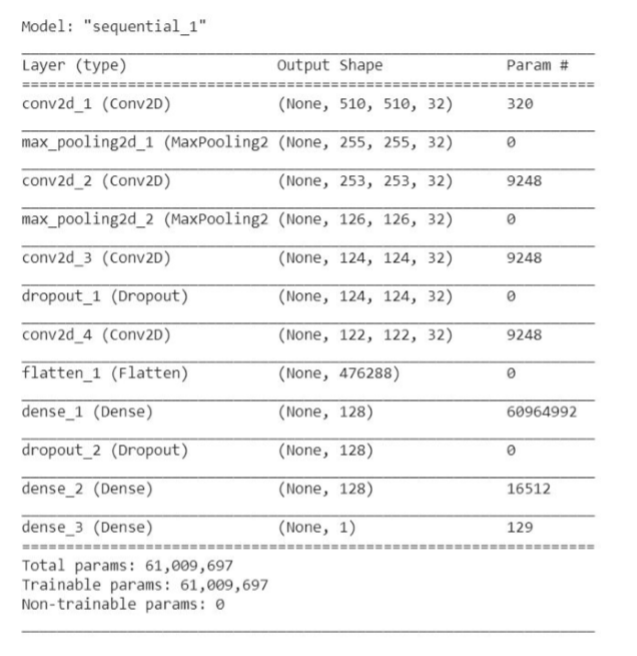 Model: "sequential_1"
Layer (type) Output Shape Param #
conv2d_1 (Conv2D) (None, 510, 510, 32) 320
max_pooling2d_1 (MaxPooling2 (None, 255, 255, 32) 0
conv2d_2 (Conv2D) (None, 253, 253, 32) 9248
max_pooling2d_2 (MaxPooling2 (None, 126, 126, 32) 0
conv2d_3 (Conv2D) (None, 124, 124, 32) 9248
dropout_1 (Dropout) (None, 124, 124, 32) 0
conv2d_4 (Conv2D) (None, 122, 122, 32) 9248
flatten_1 (Flatten) (None, 476288) 0
dense_1 (Dense) (None, 128) 60964992
dropout_2 (Dropout) (None, 128) 0
dense_2 (Dense) (None, 128) 16512
dense_3 (Dense) (None, 1) 129
Total params: 61,009,697
Trainable params: 61,009,697
Non-trainable params: 0